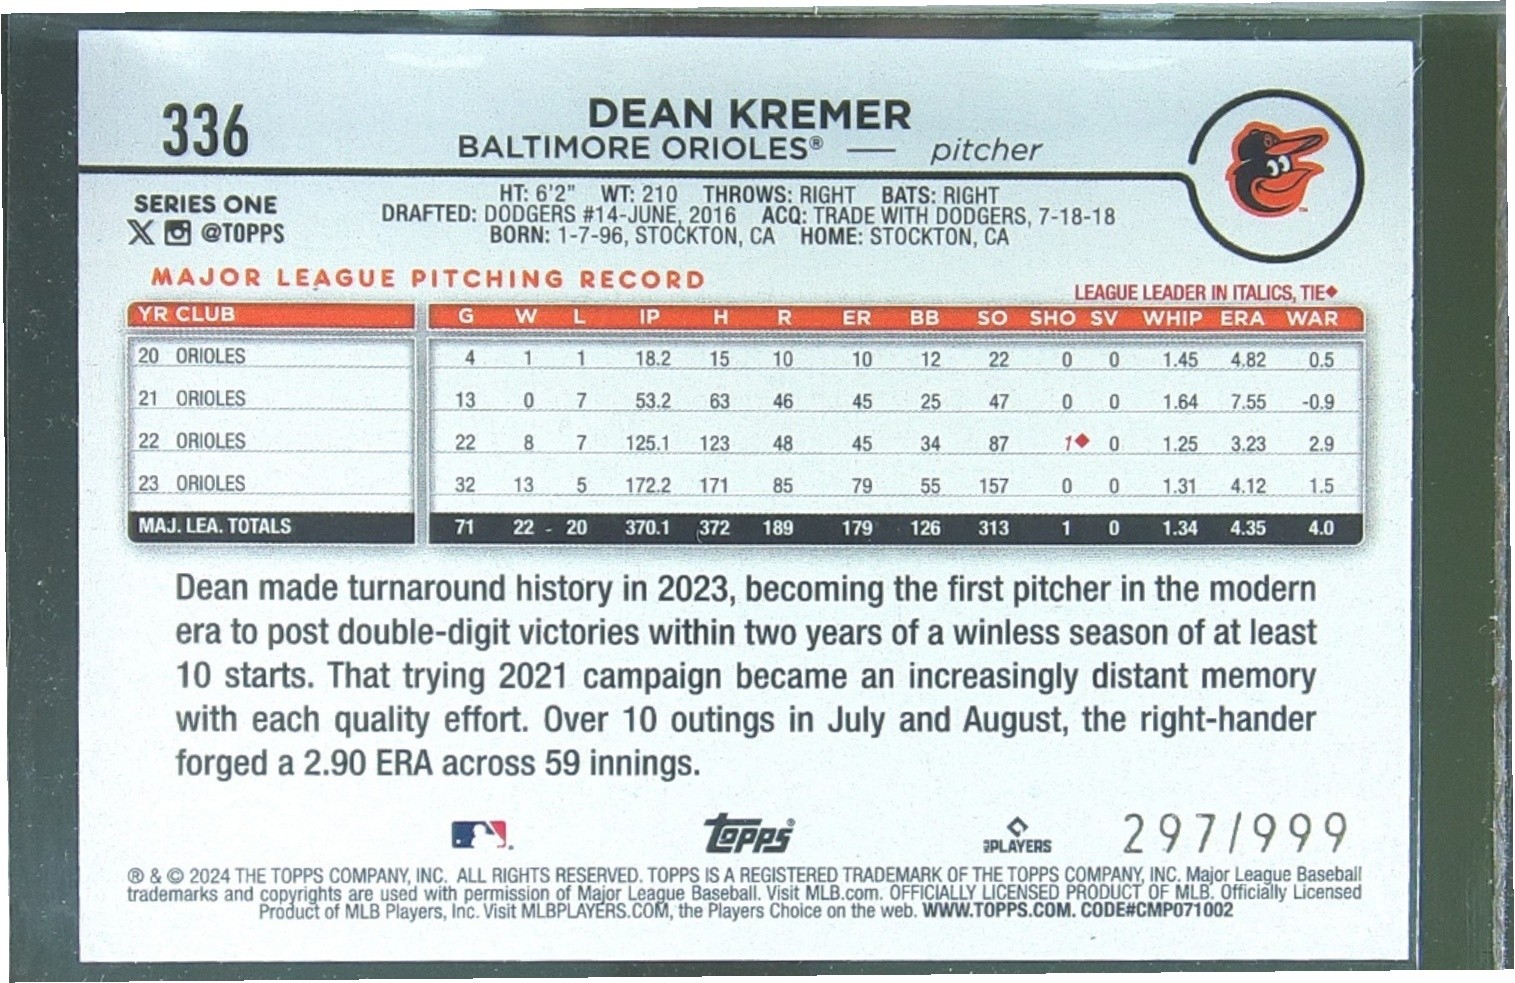 336
DEAN KREMER
BALTIMORE ORIOLES® — pitcher
SERIES ONE
@TOPPS
HT: 6'2" WT: 210 THROWS: RIGHT BATS: RIGHT
DRAFTED: DODGERS #14-JUNE, 2016 ACQ: TRADE WITH DODGERS, 7-18-18
BORN: 1-7-96, STOCKTON, CA HOME: STOCKTON, CA
MAJOR LEAGUE PITCHING RECORD
LEAGUE LEADER IN ITALICS, TIE♦
YR CLUB G W L IP H R ER BB SO SHO SV WHIP ERA WAR
20 ORIOLES 4 1 1 18.2 15 10 10 12 22 0 0 1.45 4.82 0.5
21 ORIOLES 13 0 7 53.2 63 46 45 25 47 0 0 1.64 7.55 -0.9
22 ORIOLES 22 8 7 125.1 123 48 45 34 87 1♦ 0 1.25 3.23 2.9
23 ORIOLES 32 13 5 172.2 171 85 79 55 157 0 0 1.31 4.12 1.5
MAJ. LEA. TOTALS 71 22 - 20 370.1 372 189 179 126 313 1 0 1.34 4.35 4.0
Dean made turnaround history in 2023, becoming the first pitcher in the modern
era to post double-digit victories within two years of a winless season of at least
10 starts. That trying 2021 campaign became an increasingly distant memory
with each quality effort. Over 10 outings in July and August, the right-hander
forged a 2.90 ERA across 59 innings.
Topps®
PLAYERS
297/999
® & © 2024 THE TOPPS COMPANY, INC. ALL RIGHTS RESERVED. TOPPS IS A REGISTERED TRADEMARK OF THE TOPPS COMPANY, INC. Major League Baseball
trademarks and copyrights are used with permission of Major League Baseball. Visit MLB.com. OFFICIALLY LICENSED PRODUCT OF MLB. Officially Licensed
Product of MLB Players, Inc. Visit MLBPLAYERS.COM, the Players Choice on the web. WWW.TOPPS.COM. CODE#CMP071002